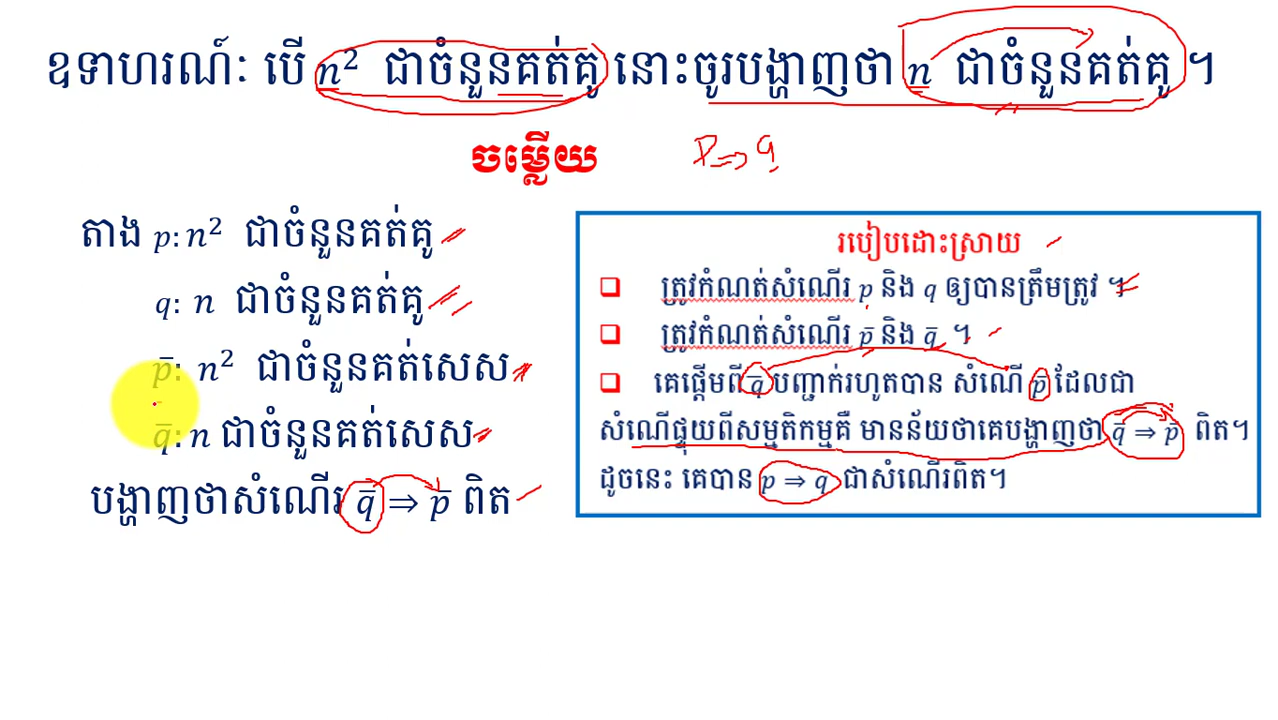 ឧទាហរណ៍ៈ បើ n² ជាចំនួនគត់គូ នោះចូរបង្ហាញថា n ជាចំនួនគត់គូ ។
ចម្លើយ
P⇒q
តាង p: n² ជាចំនួនគត់គូ
q: n ជាចំនួនគត់គូ
p̄: n² ជាចំនួនគត់សេស
q̄: n ជាចំនួនគត់សេស
បង្ហាញថាសំណើរ q̄ ⇒ p̄ ពិត
របៀបដោះស្រាយ
❑ ត្រូវកំណត់សំណើរ p និង q ឲ្យបានត្រឹមត្រូវ ។
❑ ត្រូវកំណត់សំណើរ p̄ និង q̄ ។
❑ គេផ្ដើមពី q̄ បញ្ជាក់រហូតបាន សំណើ p̄ ដែលជា
សំណើផ្ទុយពីសម្មតិកម្មគឺ មានន័យថាគេបង្ហាញថា q̄ ⇒ p̄ ពិត។
ដូចនេះ គេបាន p ⇒ q ជាសំណើរពិត។